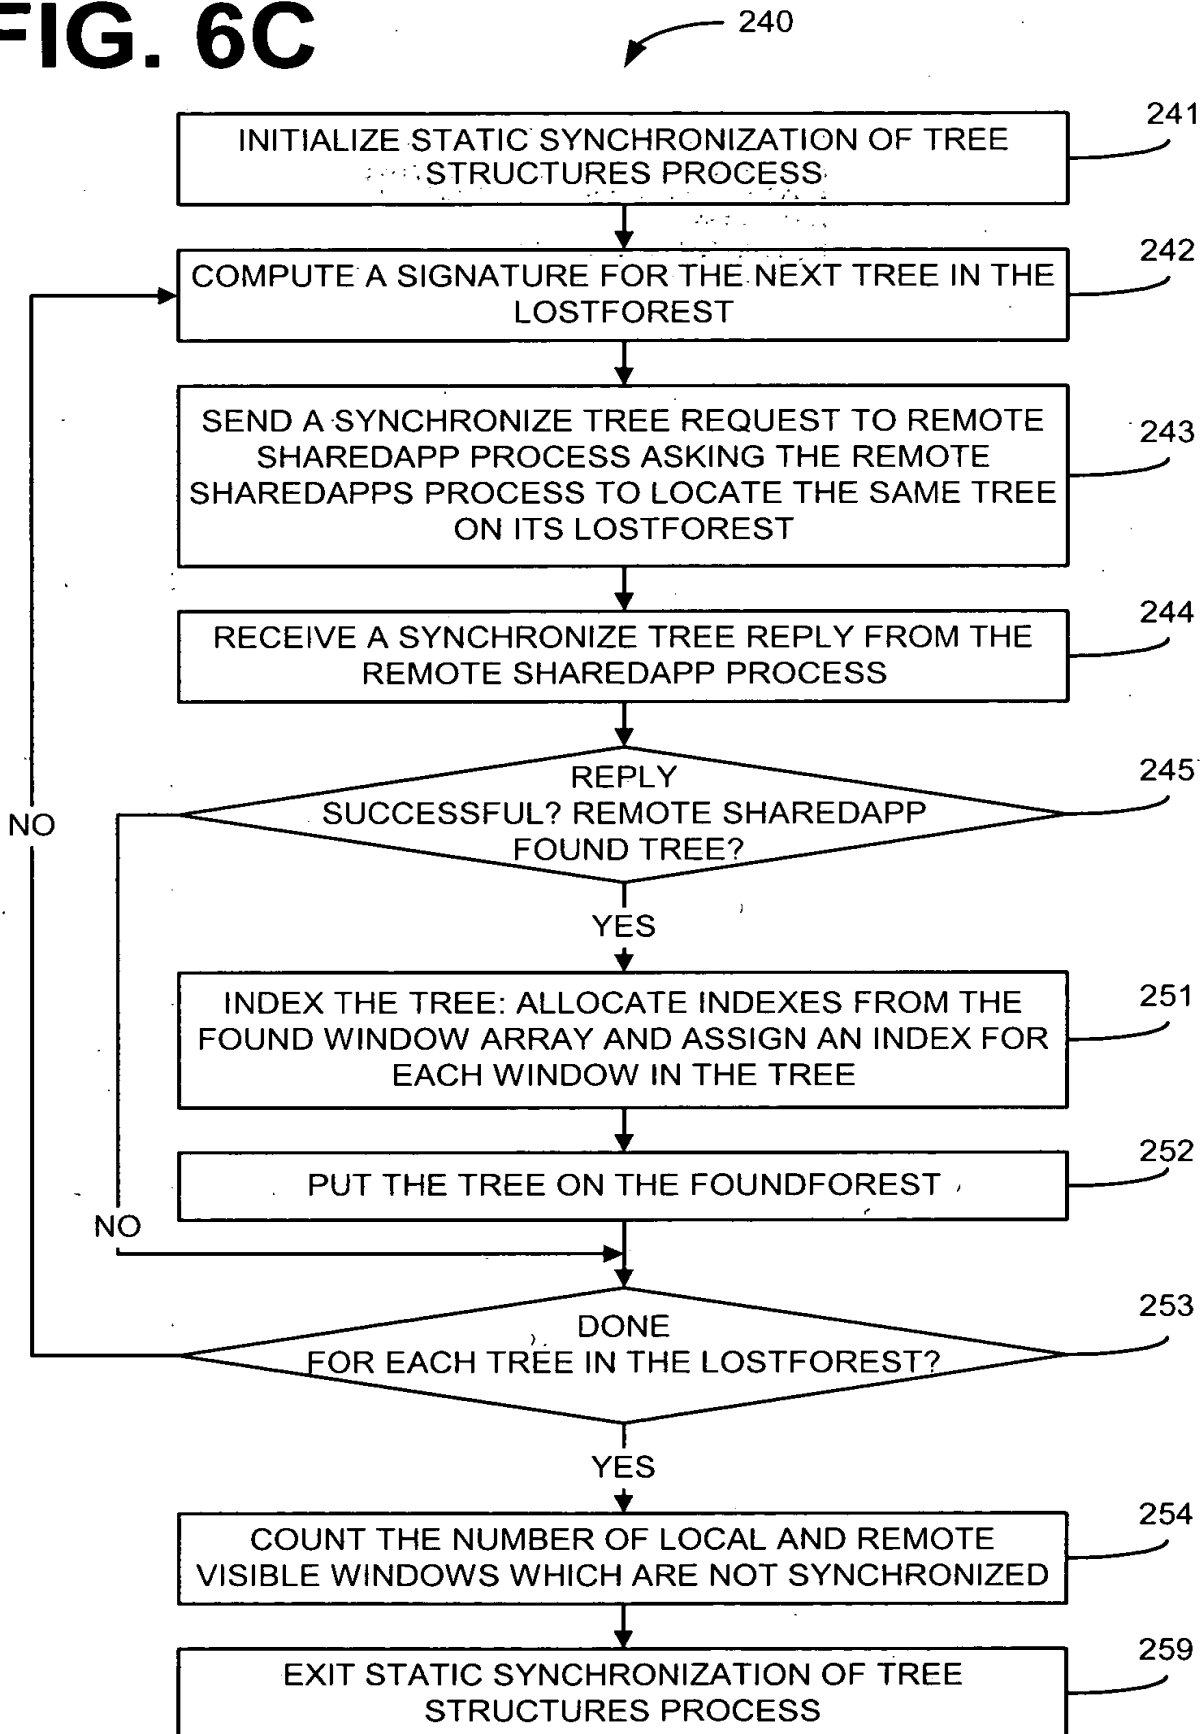 FIG. 6C
240
INITIALIZE STATIC SYNCHRONIZATION OF TREE
STRUCTURES PROCESS
241
COMPUTE A SIGNATURE FOR THE NEXT TREE IN THE
LOSTFOREST
242
SEND A SYNCHRONIZE TREE REQUEST TO REMOTE
SHAREDAPP PROCESS ASKING THE REMOTE
SHAREDAPPS PROCESS TO LOCATE THE SAME TREE
ON ITS LOSTFOREST
243
RECEIVE A SYNCHRONIZE TREE REPLY FROM THE
REMOTE SHAREDAPP PROCESS
244
REPLY
SUCCESSFUL? REMOTE SHAREDAPP
FOUND TREE?
245
NO
YES
INDEX THE TREE: ALLOCATE INDEXES FROM THE
FOUND WINDOW ARRAY AND ASSIGN AN INDEX FOR
EACH WINDOW IN THE TREE
251
PUT THE TREE ON THE FOUNDFOREST
252
NO
DONE
FOR EACH TREE IN THE LOSTFOREST?
253
YES
COUNT THE NUMBER OF LOCAL AND REMOTE
VISIBLE WINDOWS WHICH ARE NOT SYNCHRONIZED
254
EXIT STATIC SYNCHRONIZATION OF TREE
STRUCTURES PROCESS
259